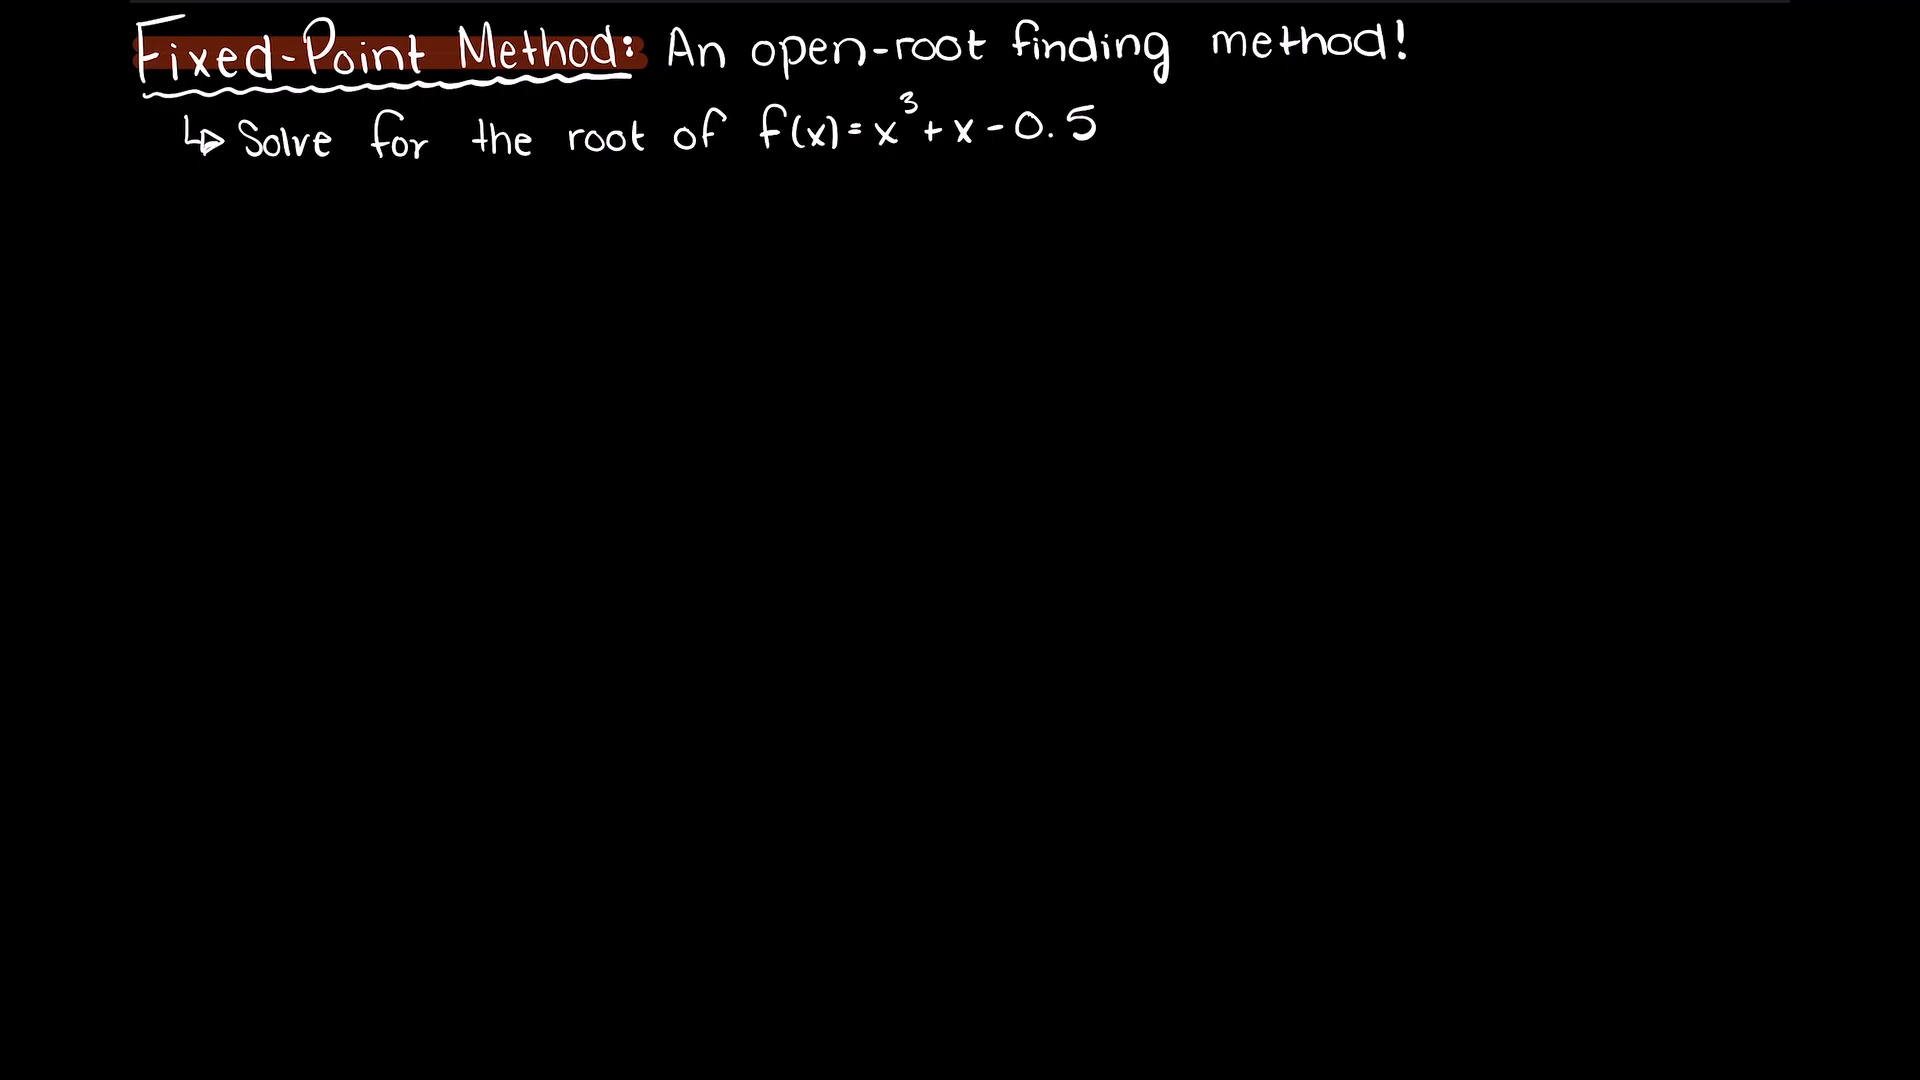 Fixed-Point Method: An open-root finding method!
↳ Solve for the root of f(x) = x³ + x - 0.5